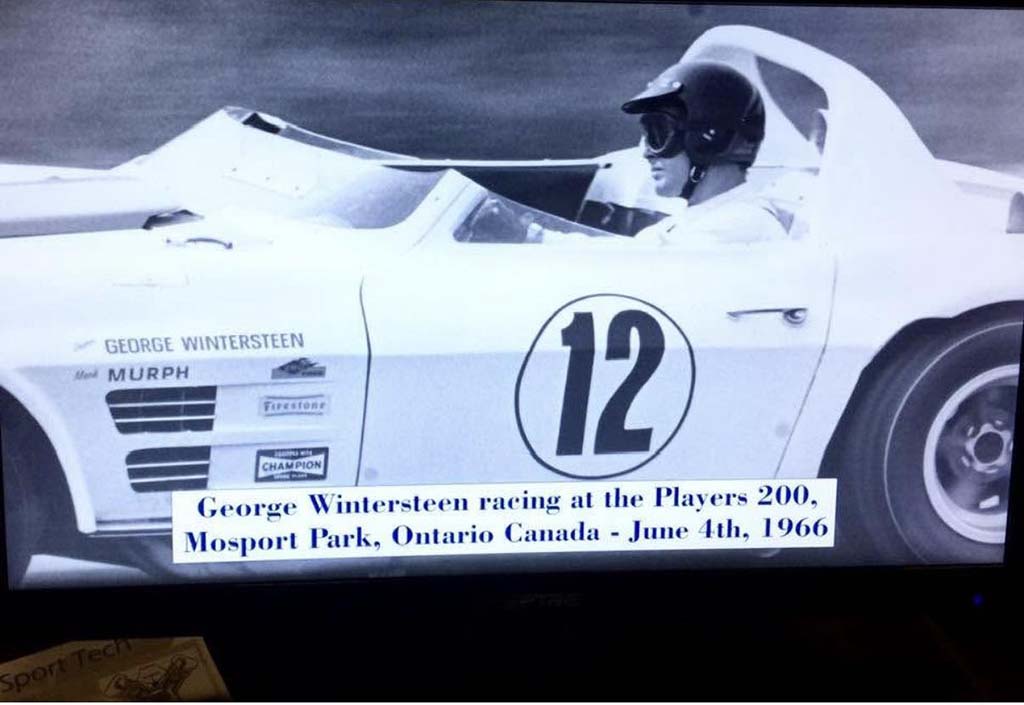 GEORGE WINTERSTEEN
Mark MURPH
Firestone
CHAMPION
12
George Wintersteen racing at the Players 200,
Mosport Park, Ontario Canada - June 4th, 1966
Sport Tech